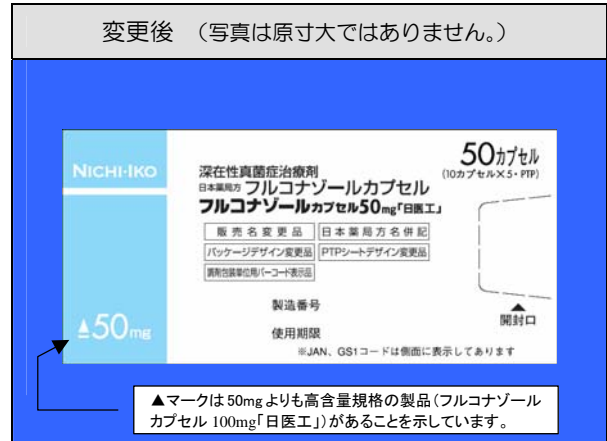 変更後 (写真は原寸大ではありません。)
NICHI-IKO
50カプセル
(10カプセル×5・PTP)
深在性真菌症治療剤
日本薬局方 フルコナゾールカプセル
フルコナゾールカプセル50mg「日医工」
販売名変更品 日本薬局方名併記
パッケージデザイン変更品 PTPシートデザイン変更品
調剤包装単位用バーコード表示品
製造番号
使用期限
開封口
※JAN、GS1コードは側面に表示してあります
▲50mg
▲マークは50mgよりも高含量規格の製品(フルコナゾール
カプセル 100mg「日医工」)があることを示しています。